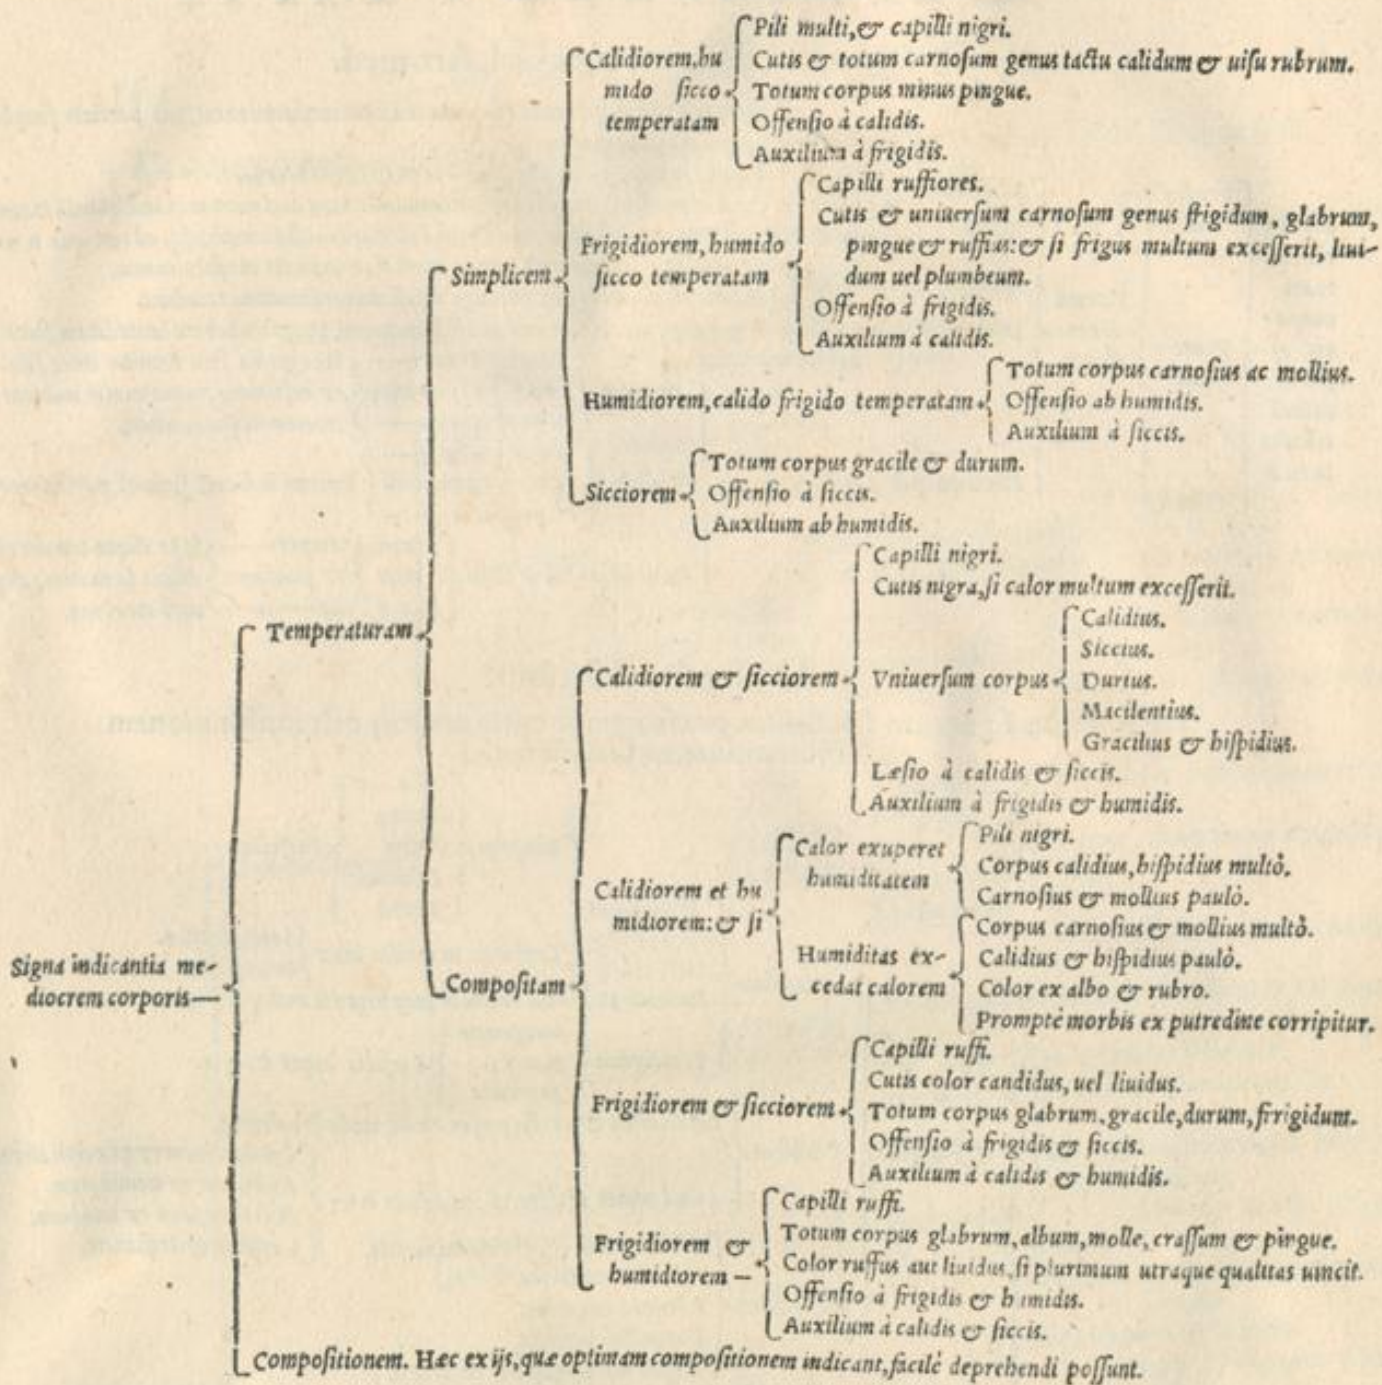 Signa indicantia me-
diocrem corporis—
Temperaturam
Simplicem
Calidiorem, hu
mido sicco
temperatam
Pili multi, & capilli nigri.
Cutis & totum carnosum genus tactu calidum & uisu rubrum.
Totum corpus minus pingue.
Offensio à calidis.
Auxilium à frigidis.
Frigidiorem, humido
sicco temperatam
Capilli ruffiores.
Cutis & uniuersum carnosum genus frigidum, glabrum,
pingue & ruffius: & si frigus multum excesserit, liui-
dum uel plumbeum.
Offensio à frigidis.
Auxilium à calidis.
Humidiorem, calido frigido temperatam
Totum corpus carnosius ac mollius.
Offensio ab humidis.
Auxilium à siccis.
Sicciorem
Totum corpus gracile & durum.
Offensio à siccis.
Auxilium ab humidis.
Compositam
Calidiorem & sicciorem
Capilli nigri.
Cutis nigra, si calor multum excesserit.
Vniuersum corpus
Calidius.
Siccius.
Durius.
Macilentius.
Gracilius & hispidius.
Læsio à calidis & siccis.
Auxilium à frigidis & humidis.
Calidiorem et hu
midiorem: & si
Calor exuperet
humiditatem
Pili nigri.
Corpus calidius, hispidius multò.
Carnosius & mollius paulò.
Humiditas ex-
cedat calorem
Corpus carnosius & mollius multò.
Calidius & hispidius paulò.
Color ex albo & rubro.
Promptè morbis ex putredine corripitur.
Frigidiorem & sicciorem
Capilli ruffi.
Cutis color candidus, uel liuidus.
Totum corpus glabrum, gracile, durum, frigidum.
Offensio à frigidis & siccis.
Auxilium à calidis & humidis.
Frigidiorem &
humidiorem —
Capilli ruffi.
Totum corpus glabrum, album, molle, crassum & pingue.
Color ruffus aut liuidus, si plurimum utraque qualitas uincit.
Offensio à frigidis & humidis.
Auxilium à calidis & siccis.
Compositionem. Hæc ex ijs, quæ optimam compositionem indicant, facilè deprehendi possunt.